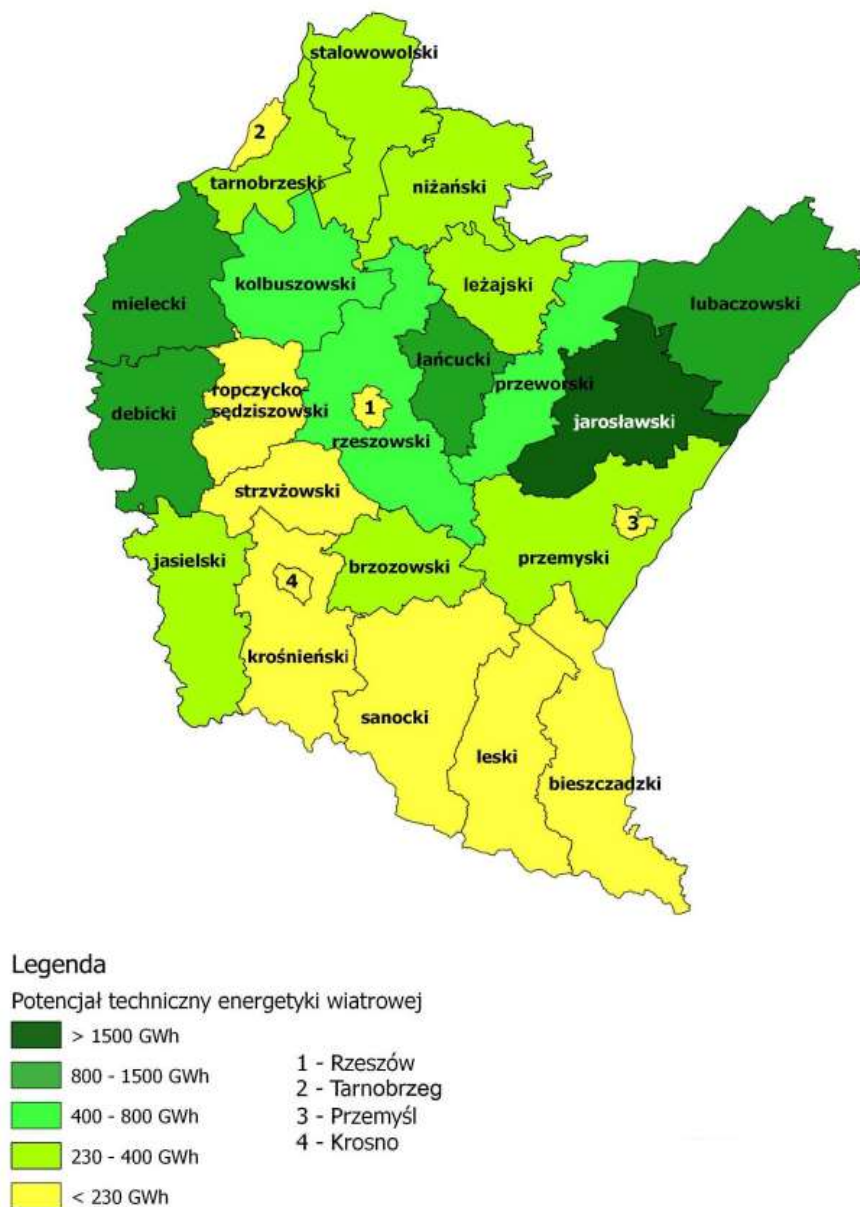 stalowowolski
2
tarnobrzeski
niżański
kolbuszowski
leżajski
mielecki
lubaczowski
łańcucki
ropczycko-
sędziszowski
przeworski
debicki
1
jarosławski
rzeszowski
strzyżowski
3
jasielski
brzozowski
przemyski
4
krośnieński
sanocki
leski
bieszczadzki
Legenda
Potencjał techniczny energetyki wiatrowej
> 1500 GWh
800 - 1500 GWh
400 - 800 GWh
230 - 400 GWh
< 230 GWh
1 - Rzeszów
2 - Tarnobrzeg
3 - Przemyśl
4 - Krosno